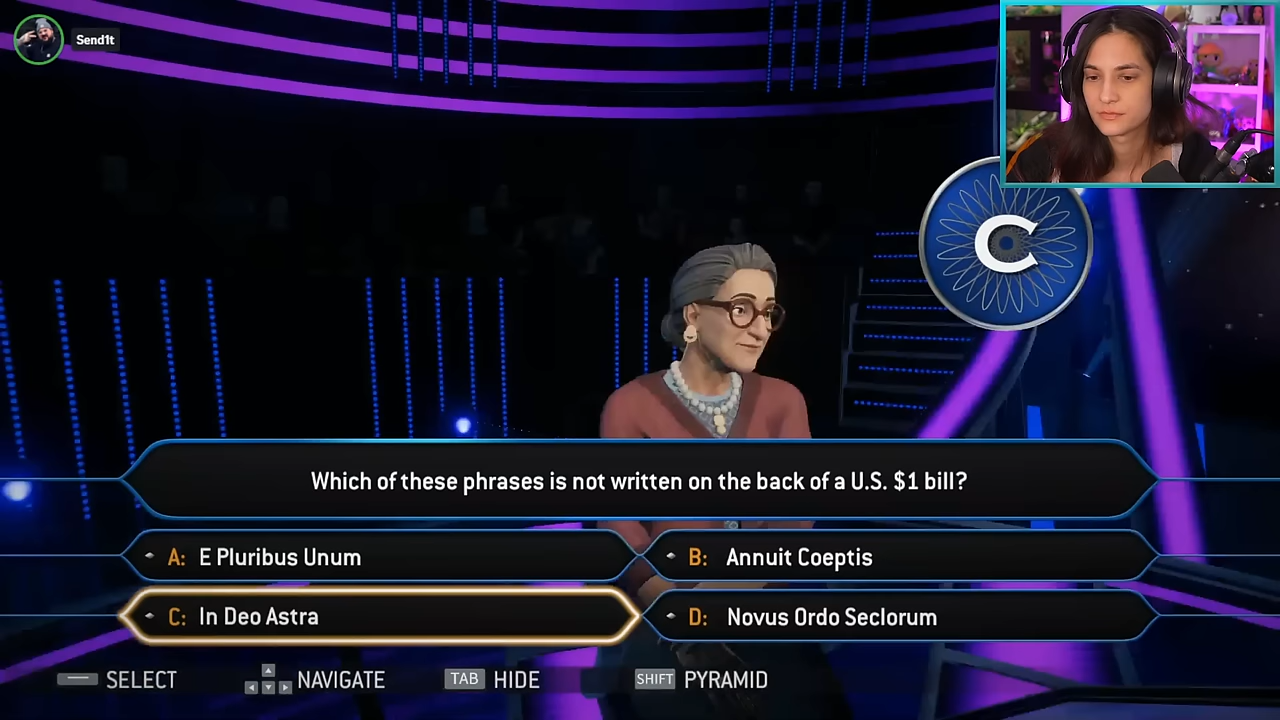 Send1t
C
Which of these phrases is not written on the back of a U.S. $1 bill?
A: E Pluribus Unum
B: Annuit Coeptis
C: In Deo Astra
D: Novus Ordo Seclorum
SELECT
NAVIGATE
TAB HIDE
SHIFT PYRAMID